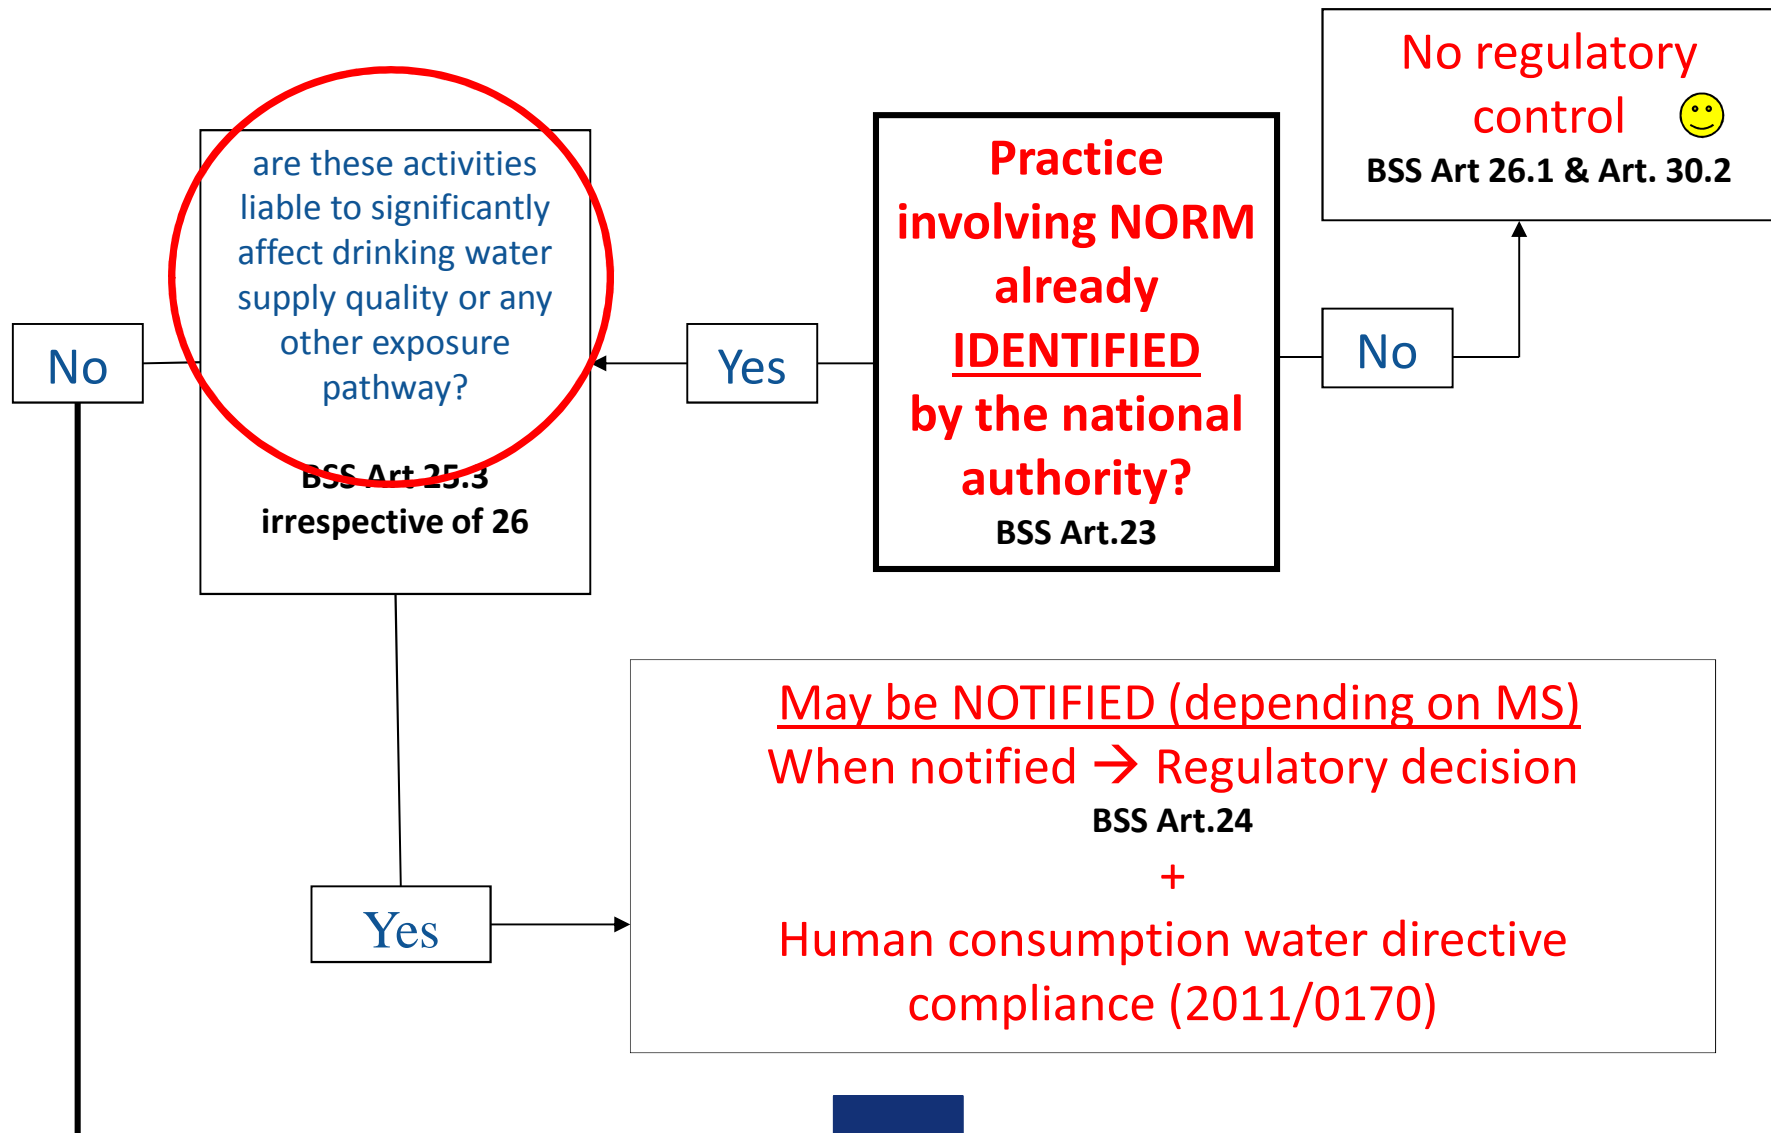 No regulatory
control
BSS Art 26.1 & Art. 30.2
are these activities
liable to significantly
affect drinking water
supply quality or any
other exposure
pathway?
BSS Art 25.3
irrespective of 26
No
Yes
Practice
involving NORM
already
IDENTIFIED
by the national
authority?
BSS Art.23
No
May be NOTIFIED (depending on MS)
When notified → Regulatory decision
BSS Art.24
+
Human consumption water directive
compliance (2011/0170)
Yes